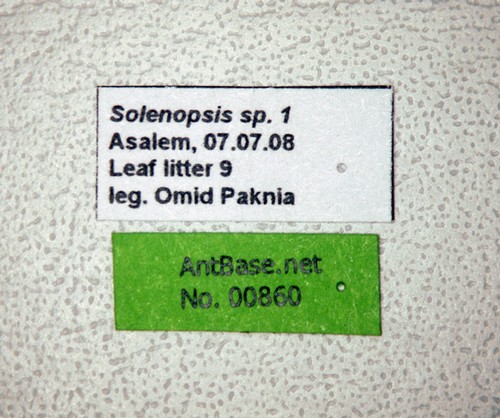 Solenopsis sp. 1
Asalem, 07.07.08
Leaf litter 9
leg. Omid Paknia
AntBase.net
No. 00860